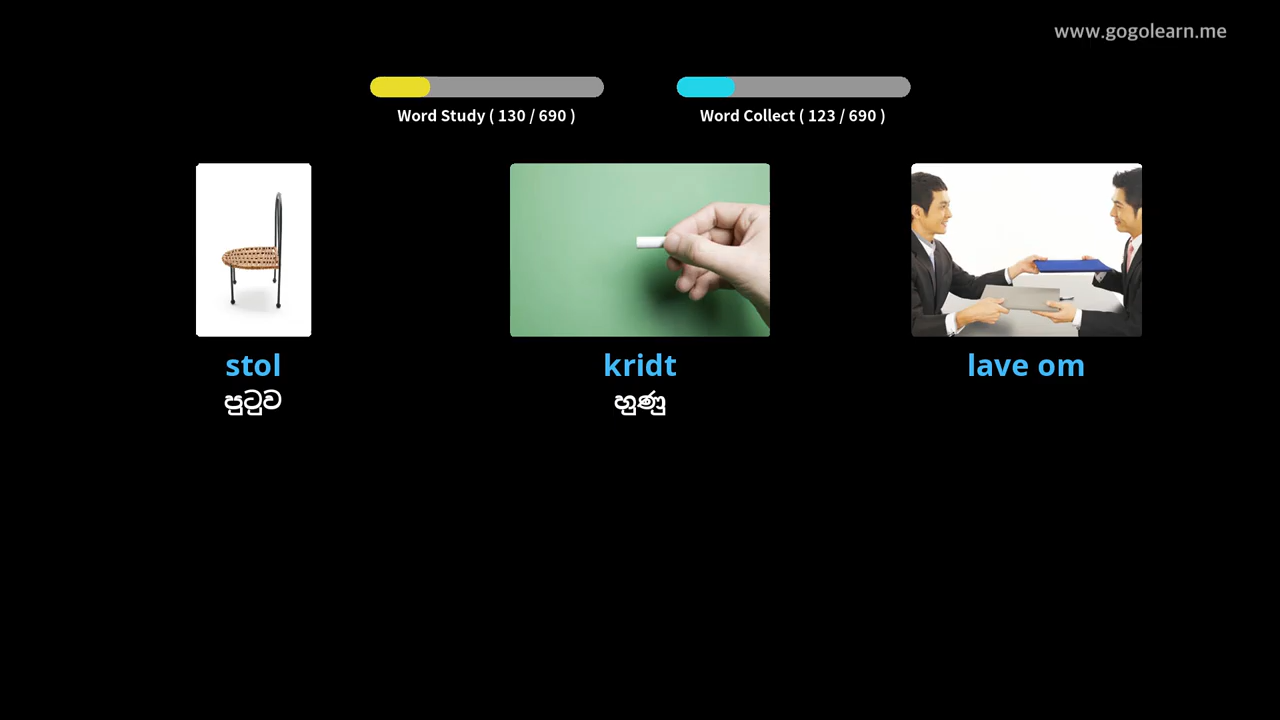 www.gogolearn.me
Word Study ( 130 / 690 )
Word Collect ( 123 / 690 )
stol
පුටුව
kridt
හුණු
lave om